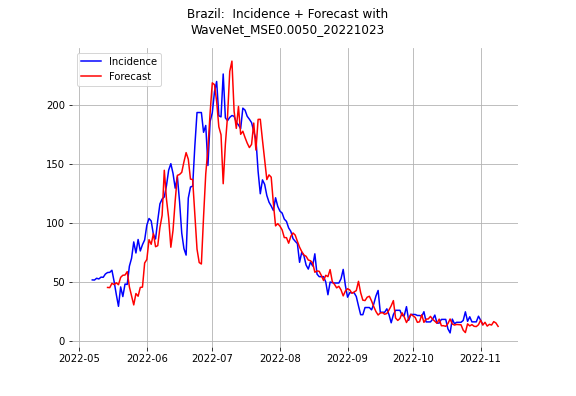 Brazil:  Incidence + Forecast with
WaveNet_MSE0.0050_20221023
Incidence
Forecast
200
150
100
50
0
2022-05 2022-06 2022-07 2022-08 2022-09 2022-10 2022-11